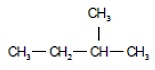 CH₃
CH₃ — CH₂ — CH — CH₃